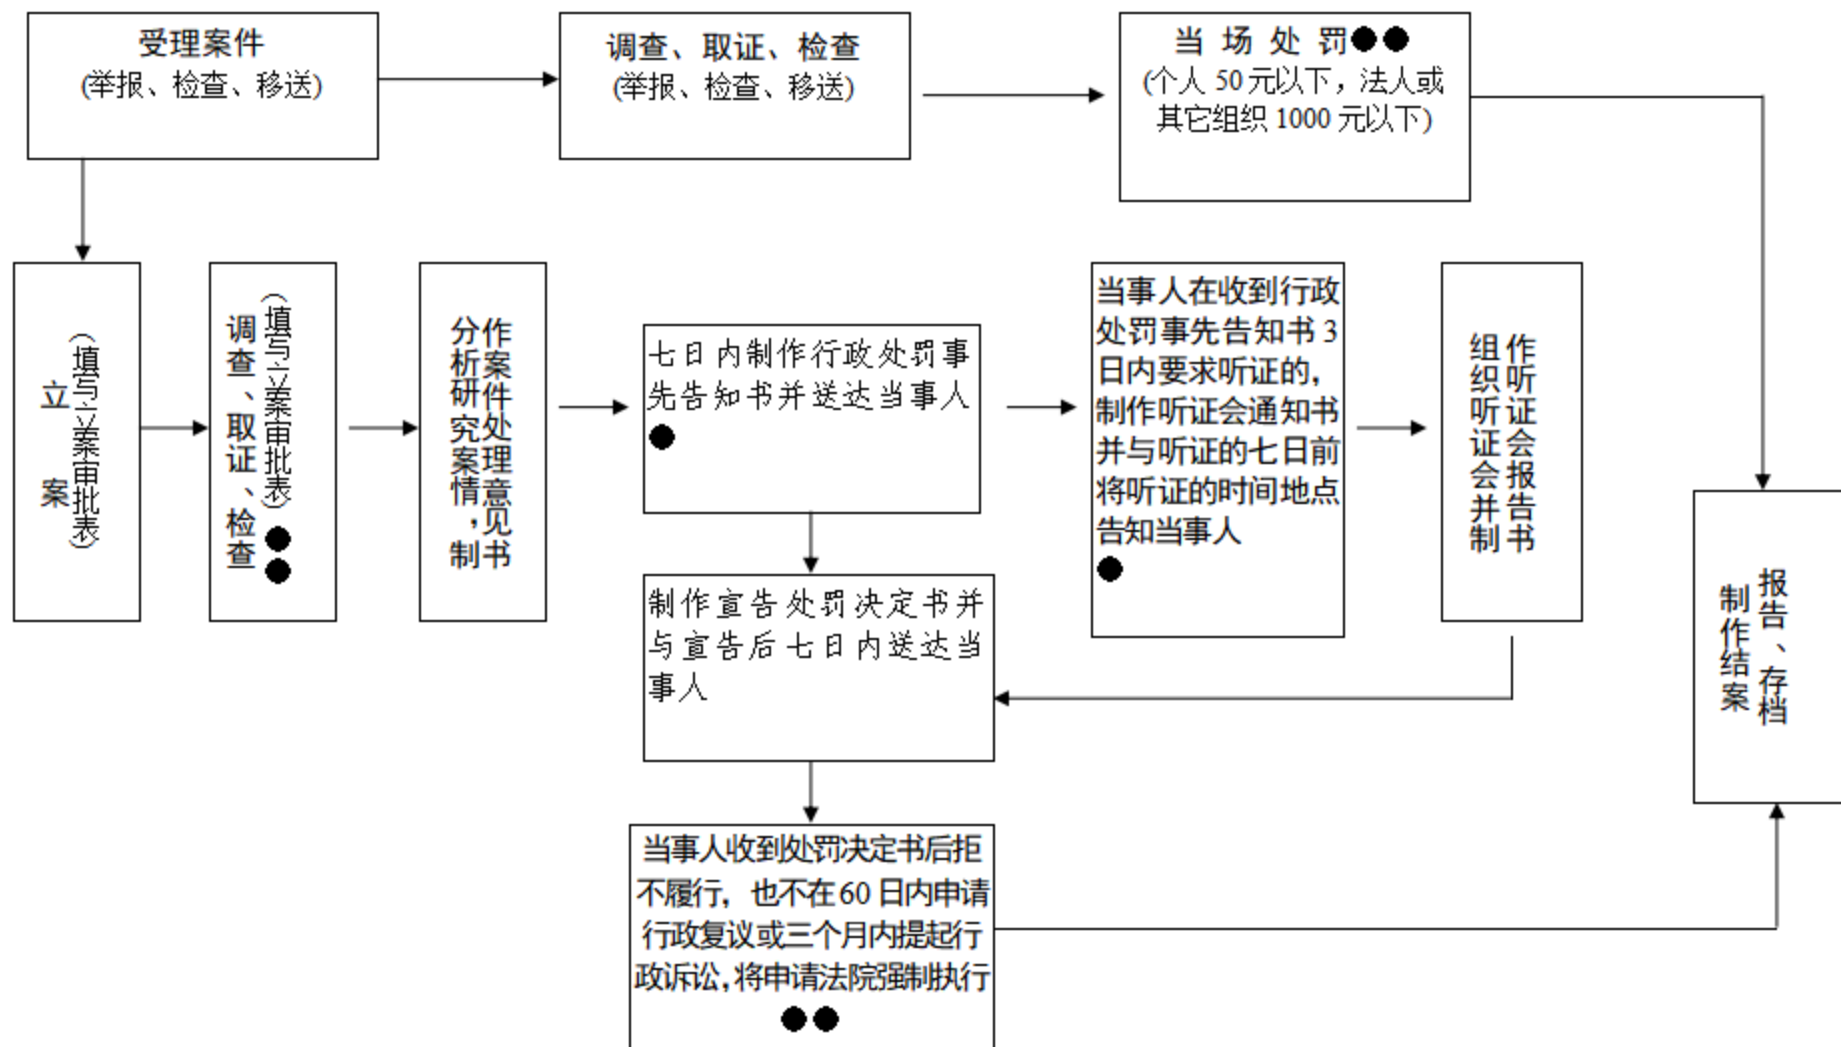 受理案件
(举报、检查、移送)
调查、取证、检查
(举报、检查、移送)
当 场 处 罚●●
(个人 50 元以下，法人或
其它组织 1000 元以下)
立 案
(填写立案审批表)
调查、取证、检查
(填写立案审批表)●●
分析研究案情，制
作案件处理意见书
七日内制作行政处罚事
先告知书并送达当事人
●
当事人在收到行政
处罚事先告知书 3
日内要求听证的，
制作听证会通知书
并与听证的七日前
将听证的时间地点
告知当事人
●
组织听证会并制
作听证会报告书
制作宣告处罚决定书并
与宣告后七日内送达当
事人
当事人收到处罚决定书后拒
不履行，也不在 60 日内申请
行政复议或三个月内提起行
政诉讼，将申请法院强制执行
●●
制作结案
报告、存档